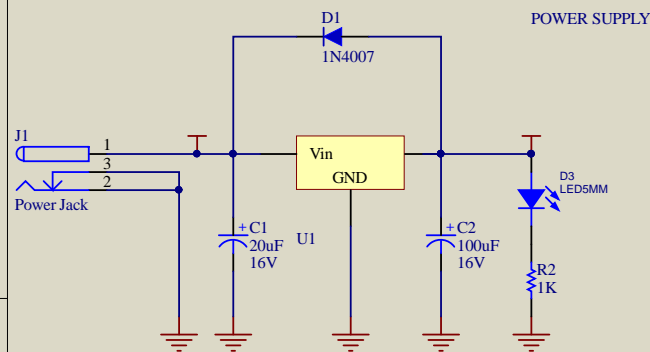 D1
POWER SUPPLY
1N4007
J1
1
Vin
3
GND
2
D3
LED5MM
Power Jack
+
C1
20uF
16V
U1
+
C2
100uF
16V
R2
1K